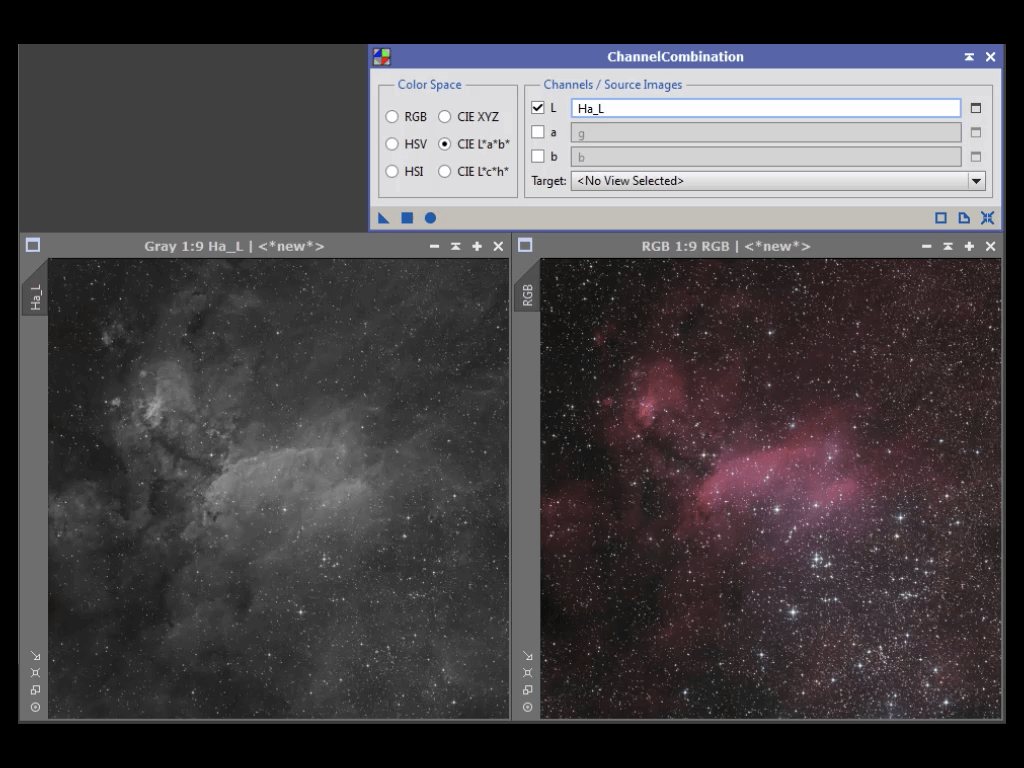 ChannelCombination
Color Space
Channels / Source Images
RGB CIE XYZ
HSV CIE L*a*b*
HSI CIE L*c*h*
L Ha_L
a g
b b
Target: <No View Selected>
Gray 1:9 Ha_L | <*new*>
RGB 1:9 RGB | <*new*>
Ha_L
RGB